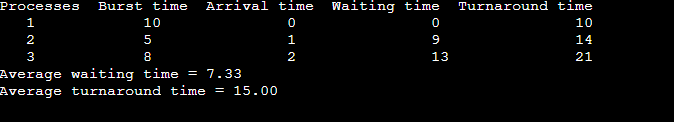 Processes  Burst time  Arrival time  Waiting time  Turnaround time
1 10 0 0 10
2 5 1 9 14
3 8 2 13 21
Average waiting time = 7.33
Average turnaround time = 15.00